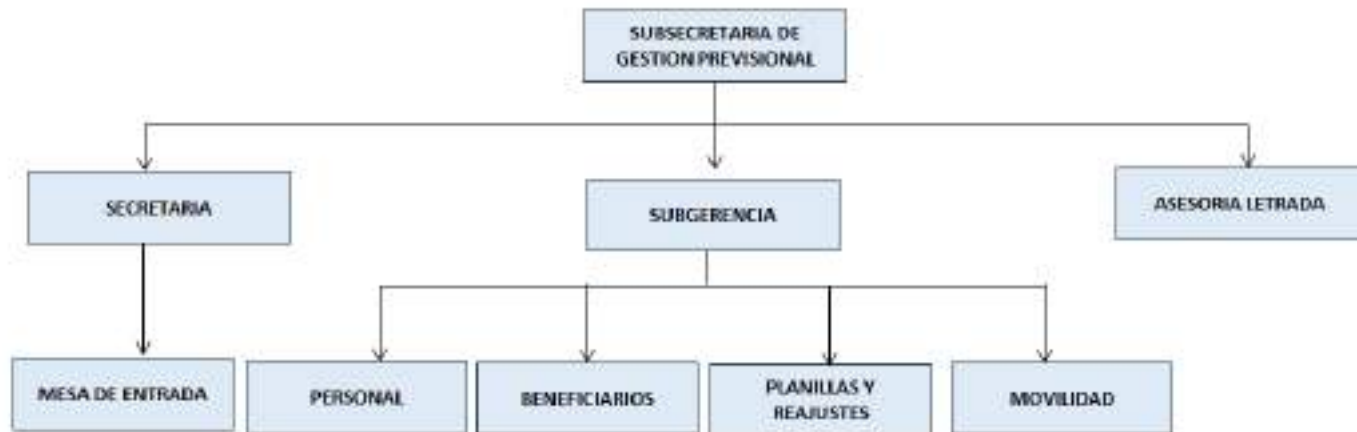 SUBSECRETARIA DE
GESTION PREVISIONAL
SECRETARIA
SUBGERENCIA
ASESORIA LETRADA
MESA DE ENTRADA
PERSONAL
BENEFICIARIOS
PLANILLAS Y
REAJUSTES
MOVILIDAD